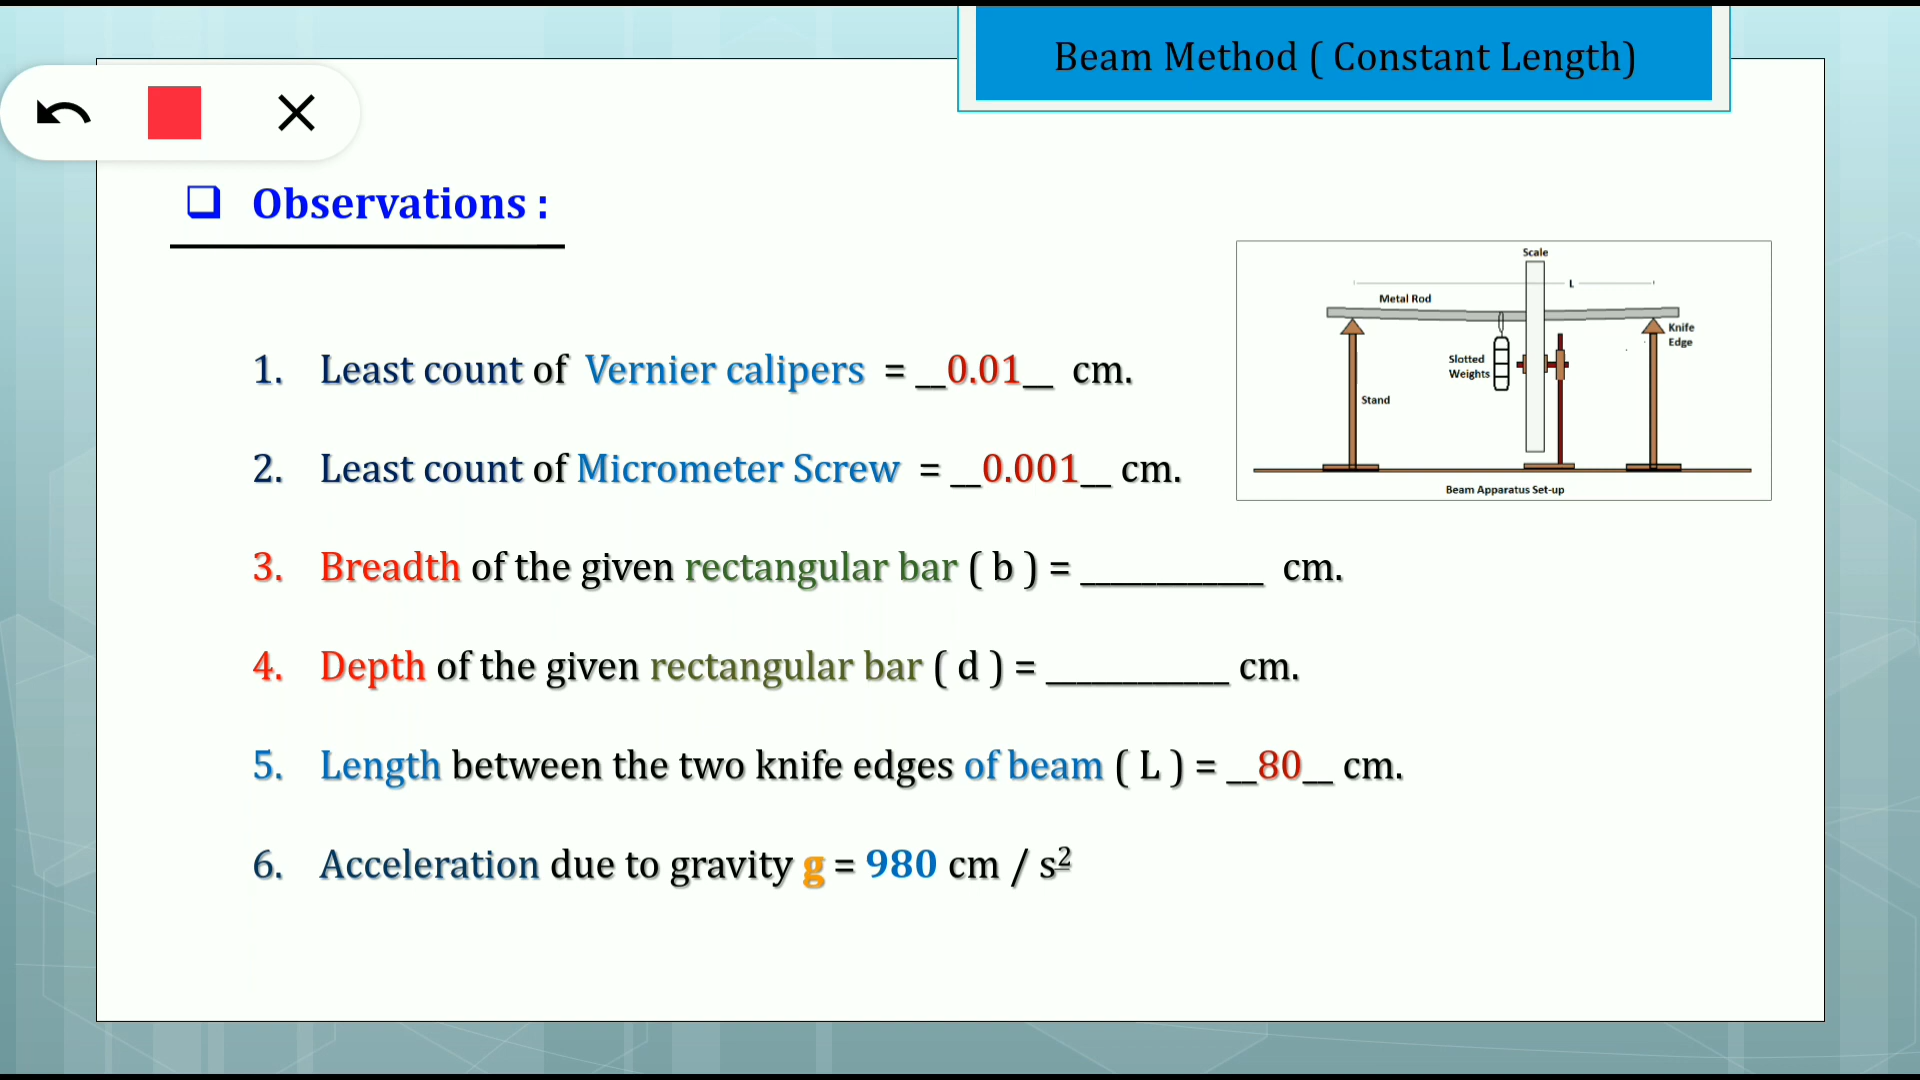 Beam Method ( Constant Length)
❑ Observations :
1. Least count of Vernier calipers = __0.01__ cm.
2. Least count of Micrometer Screw = __0.001__ cm.
3. Breadth of the given rectangular bar ( b ) = ____________ cm.
4. Depth of the given rectangular bar ( d ) = ____________ cm.
5. Length between the two knife edges of beam ( L ) = __80__ cm.
6. Acceleration due to gravity g = 980 cm / s²
Scale
L
Metal Rod
Knife
Edge
Slotted
Weights
Stand
Beam Apparatus Set-up